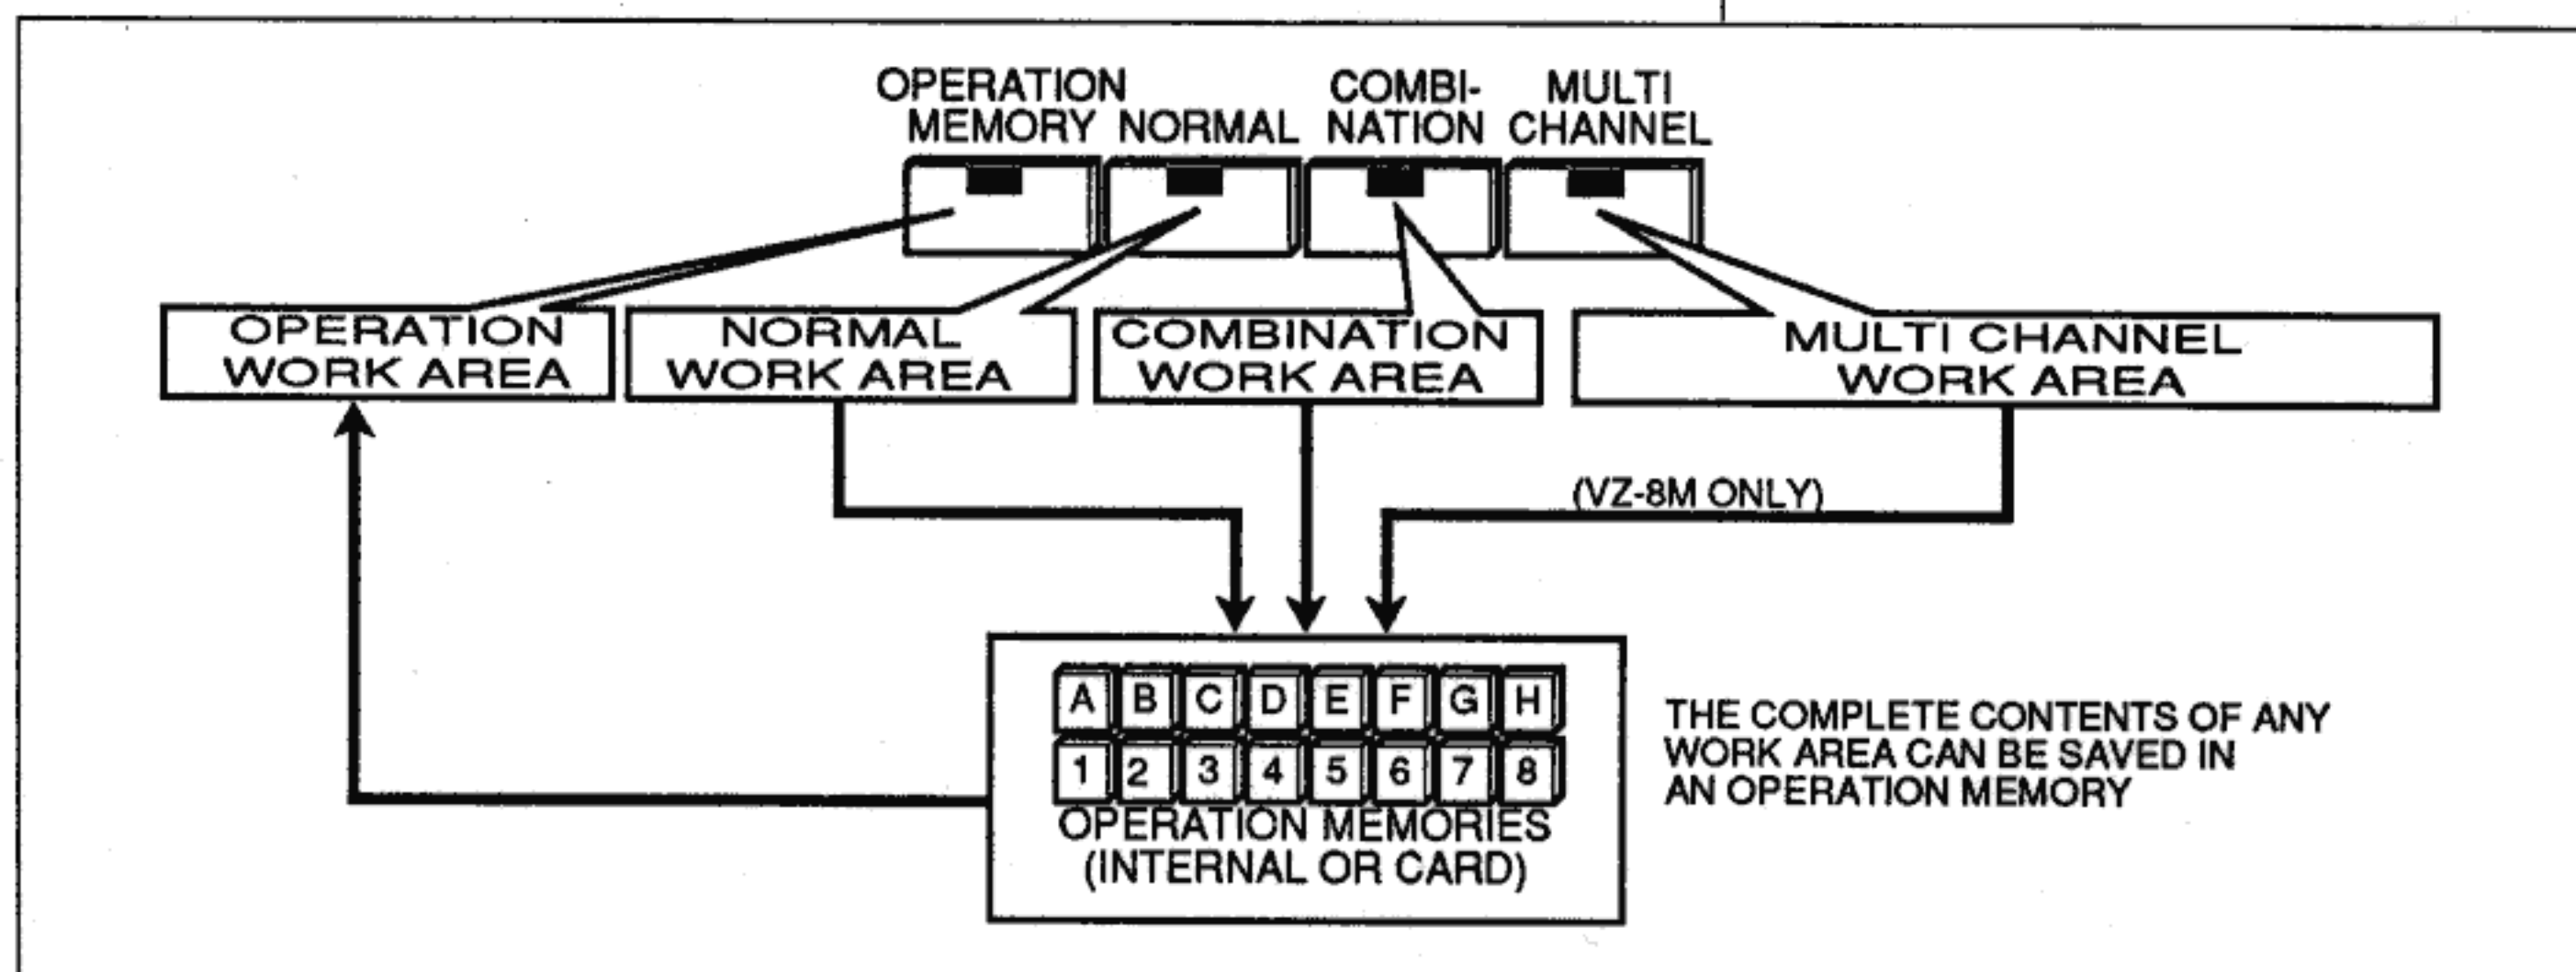 OPERATION
MEMORY
NORMAL
COMBI-
NATION
MULTI
CHANNEL
OPERATION
WORK AREA
NORMAL
WORK AREA
COMBINATION
WORK AREA
MULTI CHANNEL
WORK AREA
(VZ-8M ONLY)
A B C D E F G H
1 2 3 4 5 6 7 8
OPERATION MEMORIES
(INTERNAL OR CARD)
THE COMPLETE CONTENTS OF ANY
WORK AREA CAN BE SAVED IN
AN OPERATION MEMORY